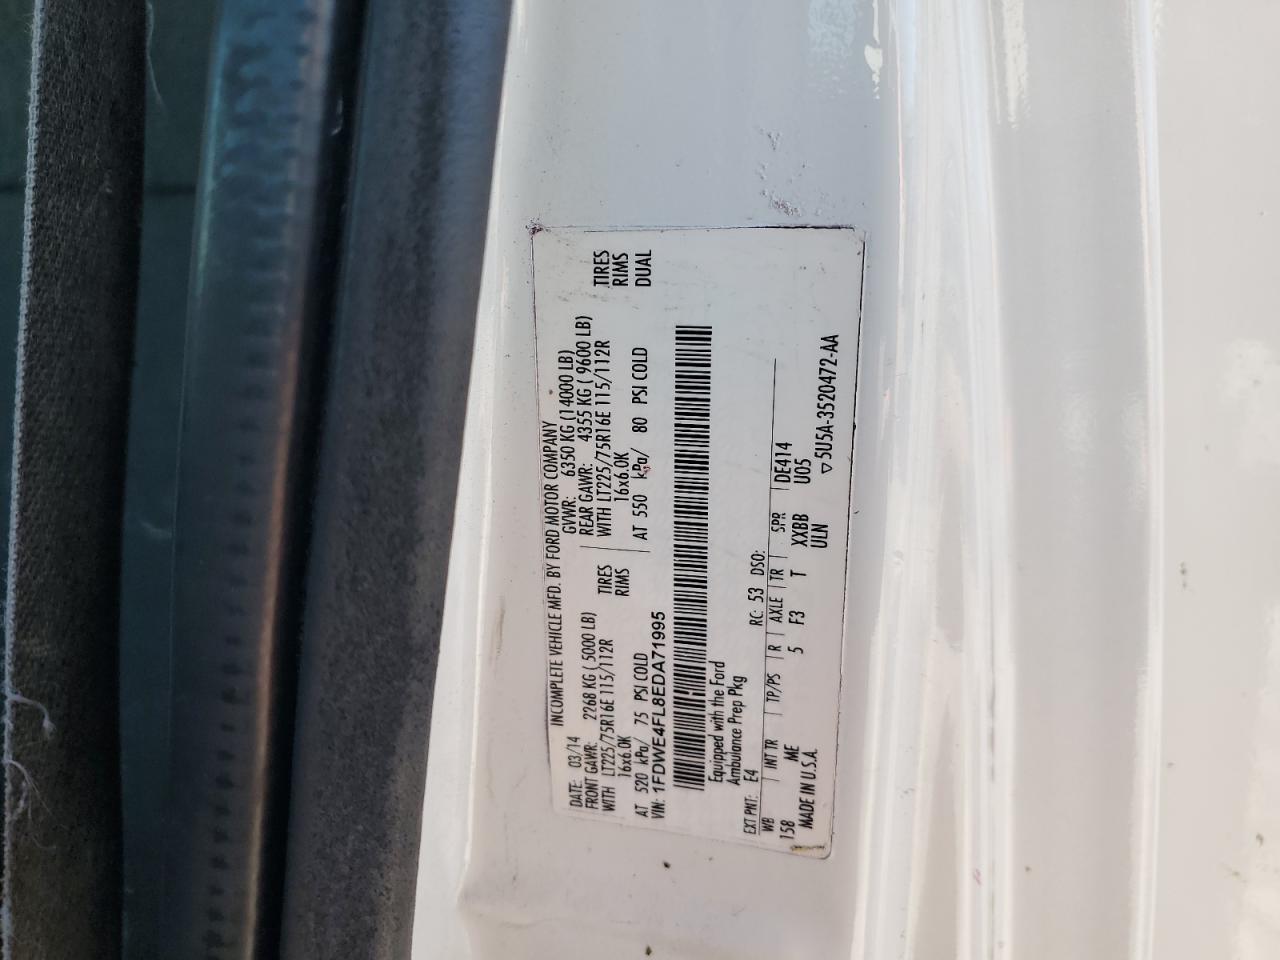 INCOMPLETE VEHICLE MFD. BY FORD MOTOR COMPANY
DATE: 03/14 GVWR: 6350 KG (14000 LB)
FRONT GAWR: 2268 KG ( 5000 LB) REAR GAWR: 4355 KG ( 9600 LB)
WITH LT225/75R16E 115/112R TIRES WITH LT225/75R16E 115/112R TIRES
16x6.0K RIMS 16x6.0K RIMS
AT 520 kPa/ 75 PSI COLD AT 550 kPa/ 80 PSI COLD DUAL
VIN: 1FDWE4FL8EDA71995
Equipped with the Ford
Ambulance Prep Pkg
EXT PNT: E4 RC: 53 DSO:
WB INT TR TP/PS R AXLE TR SPR DE414
158 ME 5 F3 T XXBB U05
MADE IN U.S.A. ULN ▽5U5A-3520472-AA